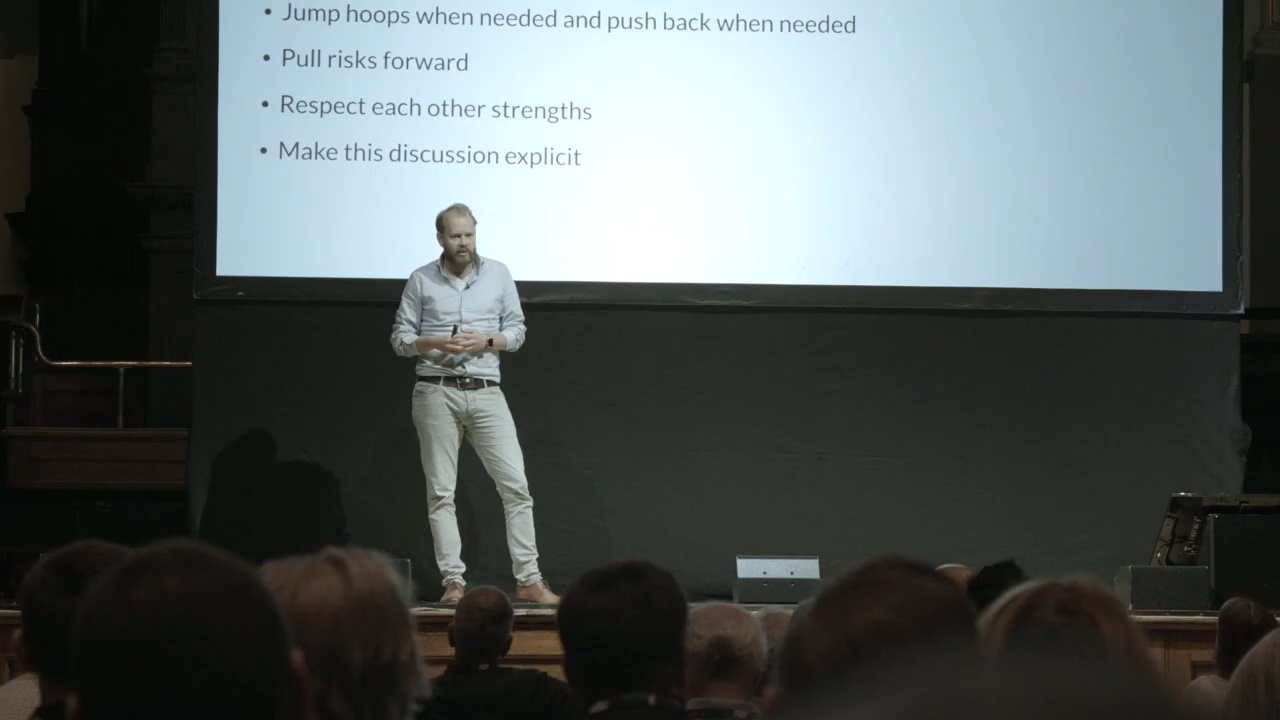 • Jump hoops when needed and push back when needed
• Pull risks forward
• Respect each other strengths
• Make this discussion explicit